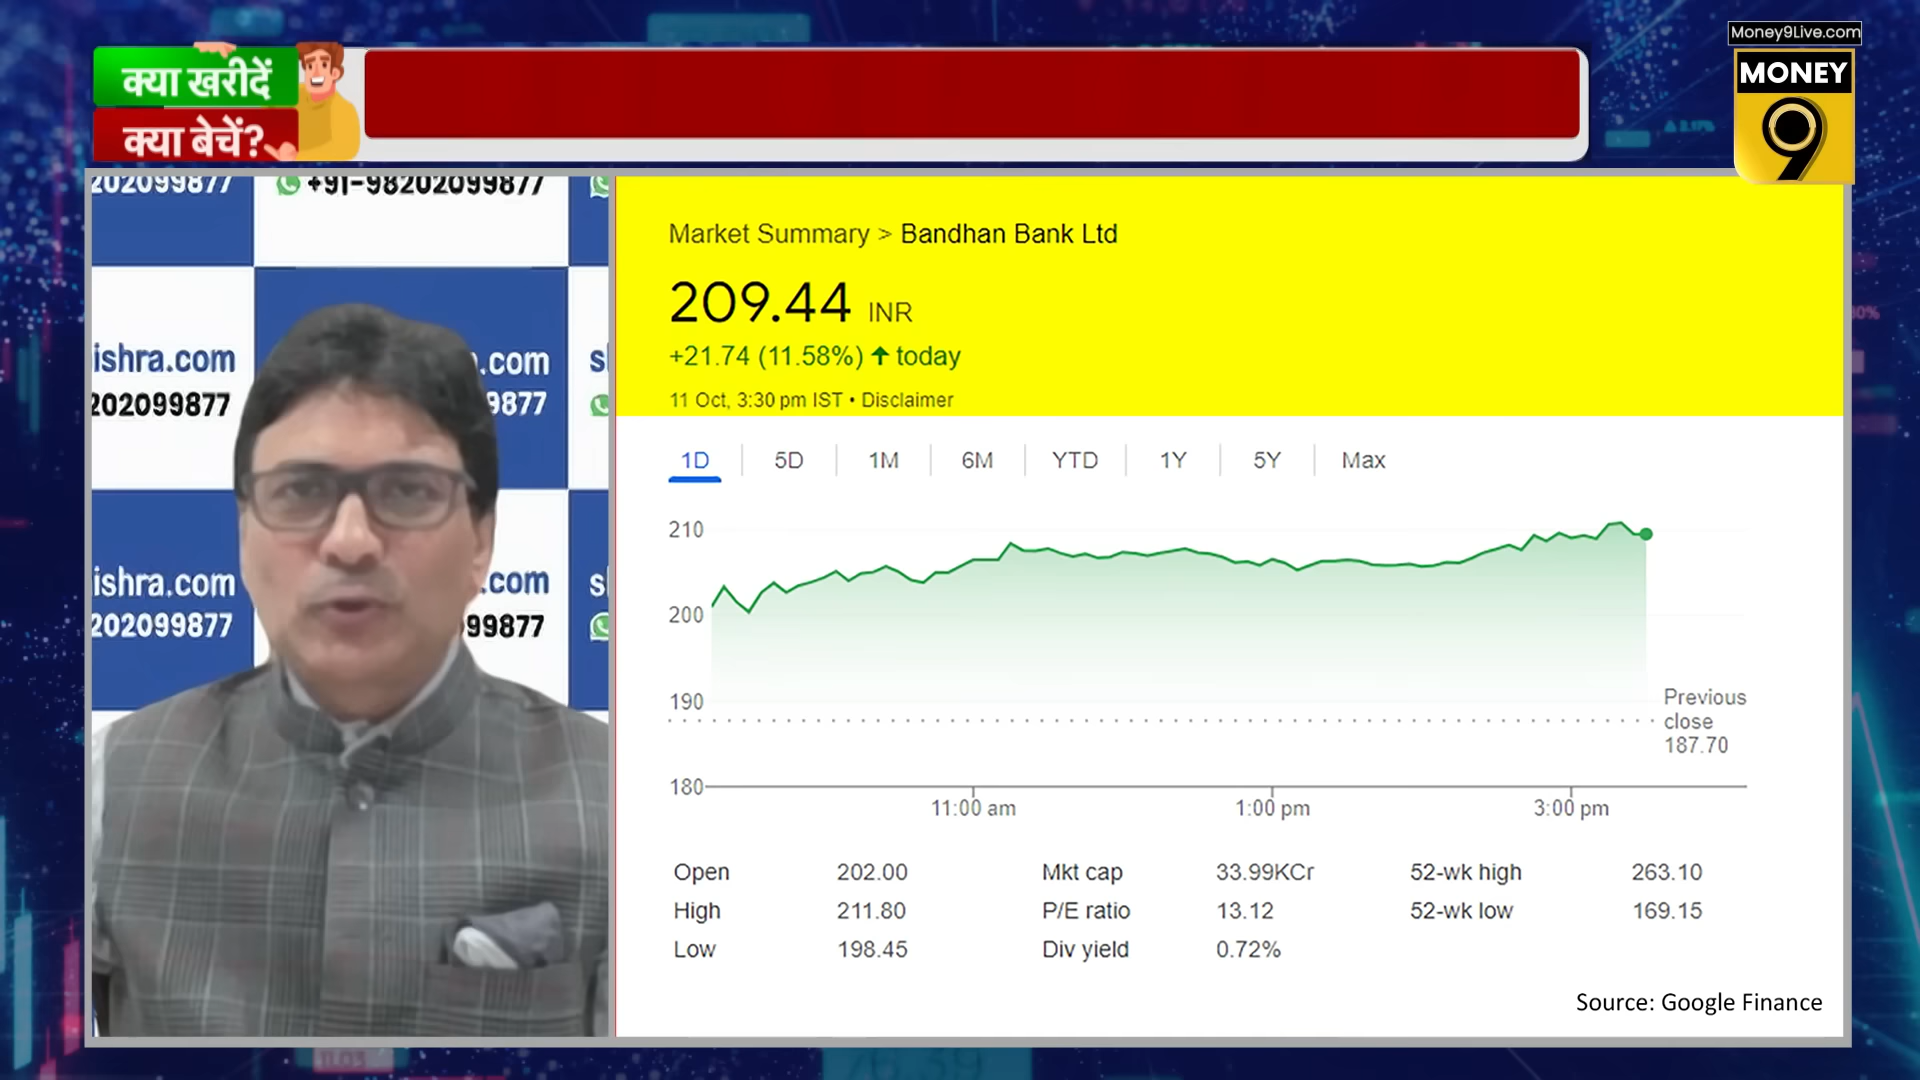 Money9Live.com
MONEY
9
क्या खरीदें
क्या बेचें?
202099877
+91-98202099877
ishra.com
202099877
.com
9877
ishra.com
202099877
.com
99877
Market Summary > Bandhan Bank Ltd
209.44 INR
+21.74 (11.58%) ↑ today
11 Oct, 3:30 pm IST • Disclaimer
1D 5D 1M 6M YTD 1Y 5Y Max
210
200
190
180
Previous
close
187.70
11:00 am 1:00 pm 3:00 pm
Open 202.00 Mkt cap 33.99KCr 52-wk high 263.10
High 211.80 P/E ratio 13.12 52-wk low 169.15
Low 198.45 Div yield 0.72%
Source: Google Finance